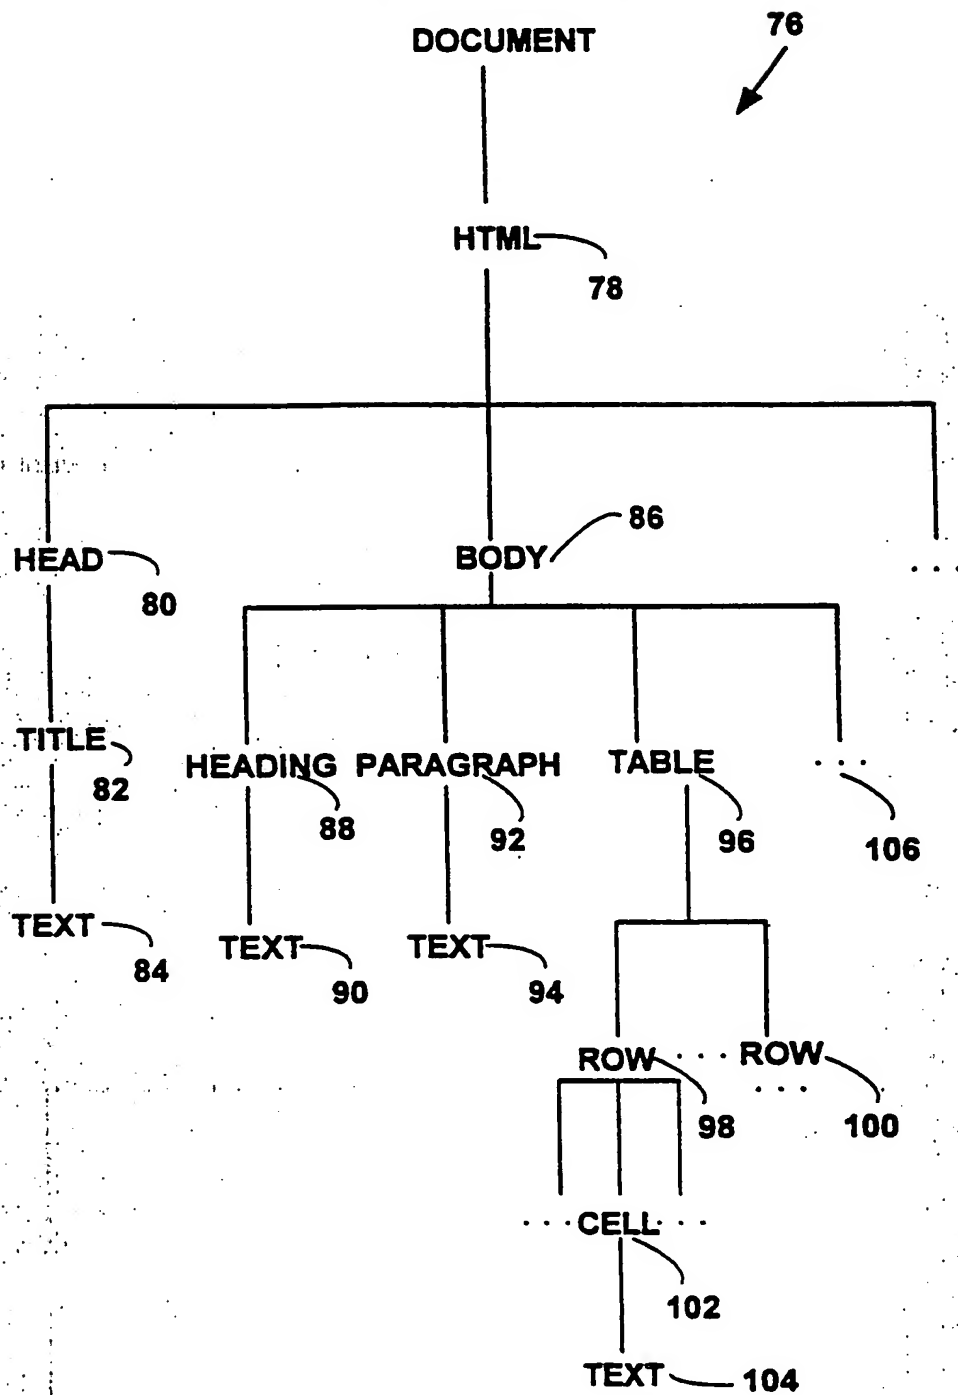 76
DOCUMENT
HTML
78
86
HEAD BODY . . .
80
TITLE
82
HEADING PARAGRAPH TABLE . . .
88 92 96 106
TEXT
84
TEXT TEXT
90 94
ROW . . . ROW
. . .
98 100
. . . CELL . . .
102
TEXT 104